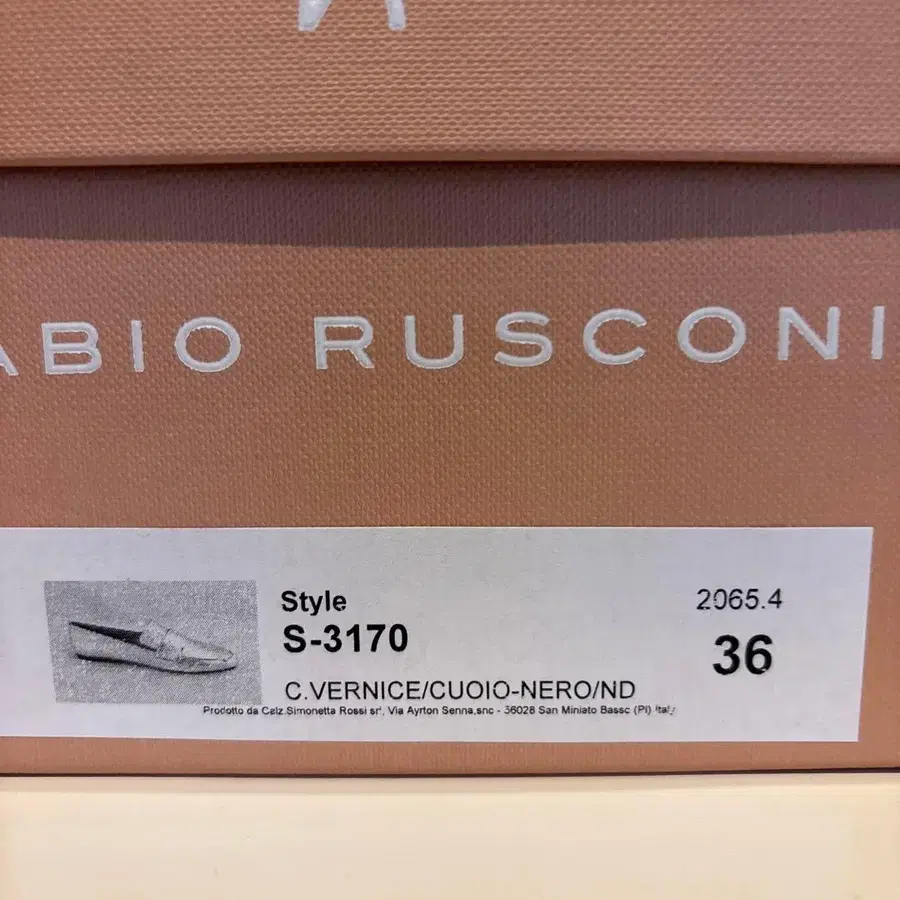 ABIO RUSCONI
Style
S-3170
2065.4
36
C.VERNICE/CUOIO-NERO/ND
Prodotto da Calz.Simonetta Rossi srl, Via Ayrton Senna,snc - 56028 San Miniato Basso (PI) Italy